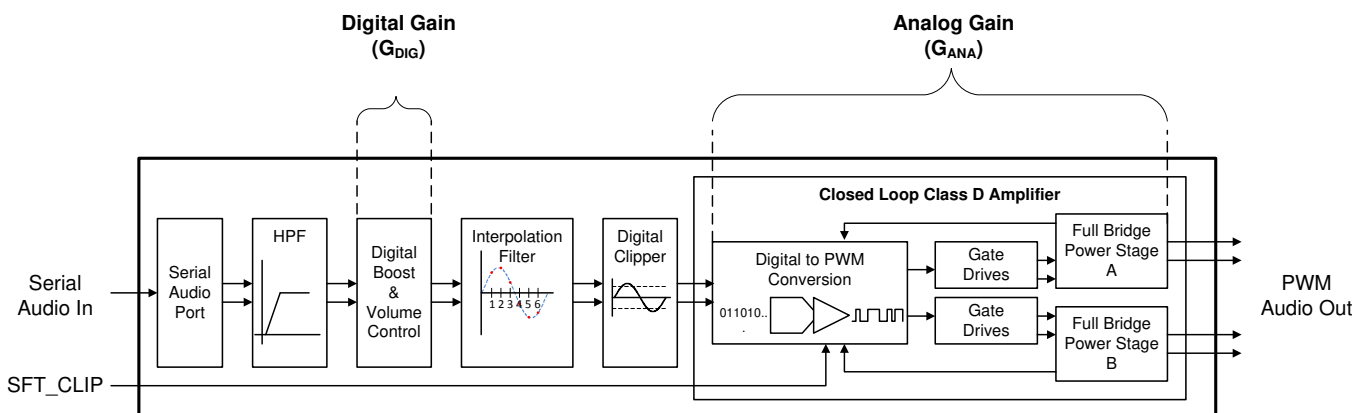 Digital Gain
(GDIG)
Analog Gain
(GANA)
Closed Loop Class D Amplifier
Serial
Audio In
Serial
Audio
Port
HPF
Digital
Boost
&
Volume
Control
Interpolation
Filter
1 2 3 4 5 6
Digital
Clipper
Digital to PWM
Conversion
011010..
.
Gate
Drives
Gate
Drives
Full Bridge
Power Stage
A
Full Bridge
Power Stage
B
PWM
Audio Out
SFT_CLIP